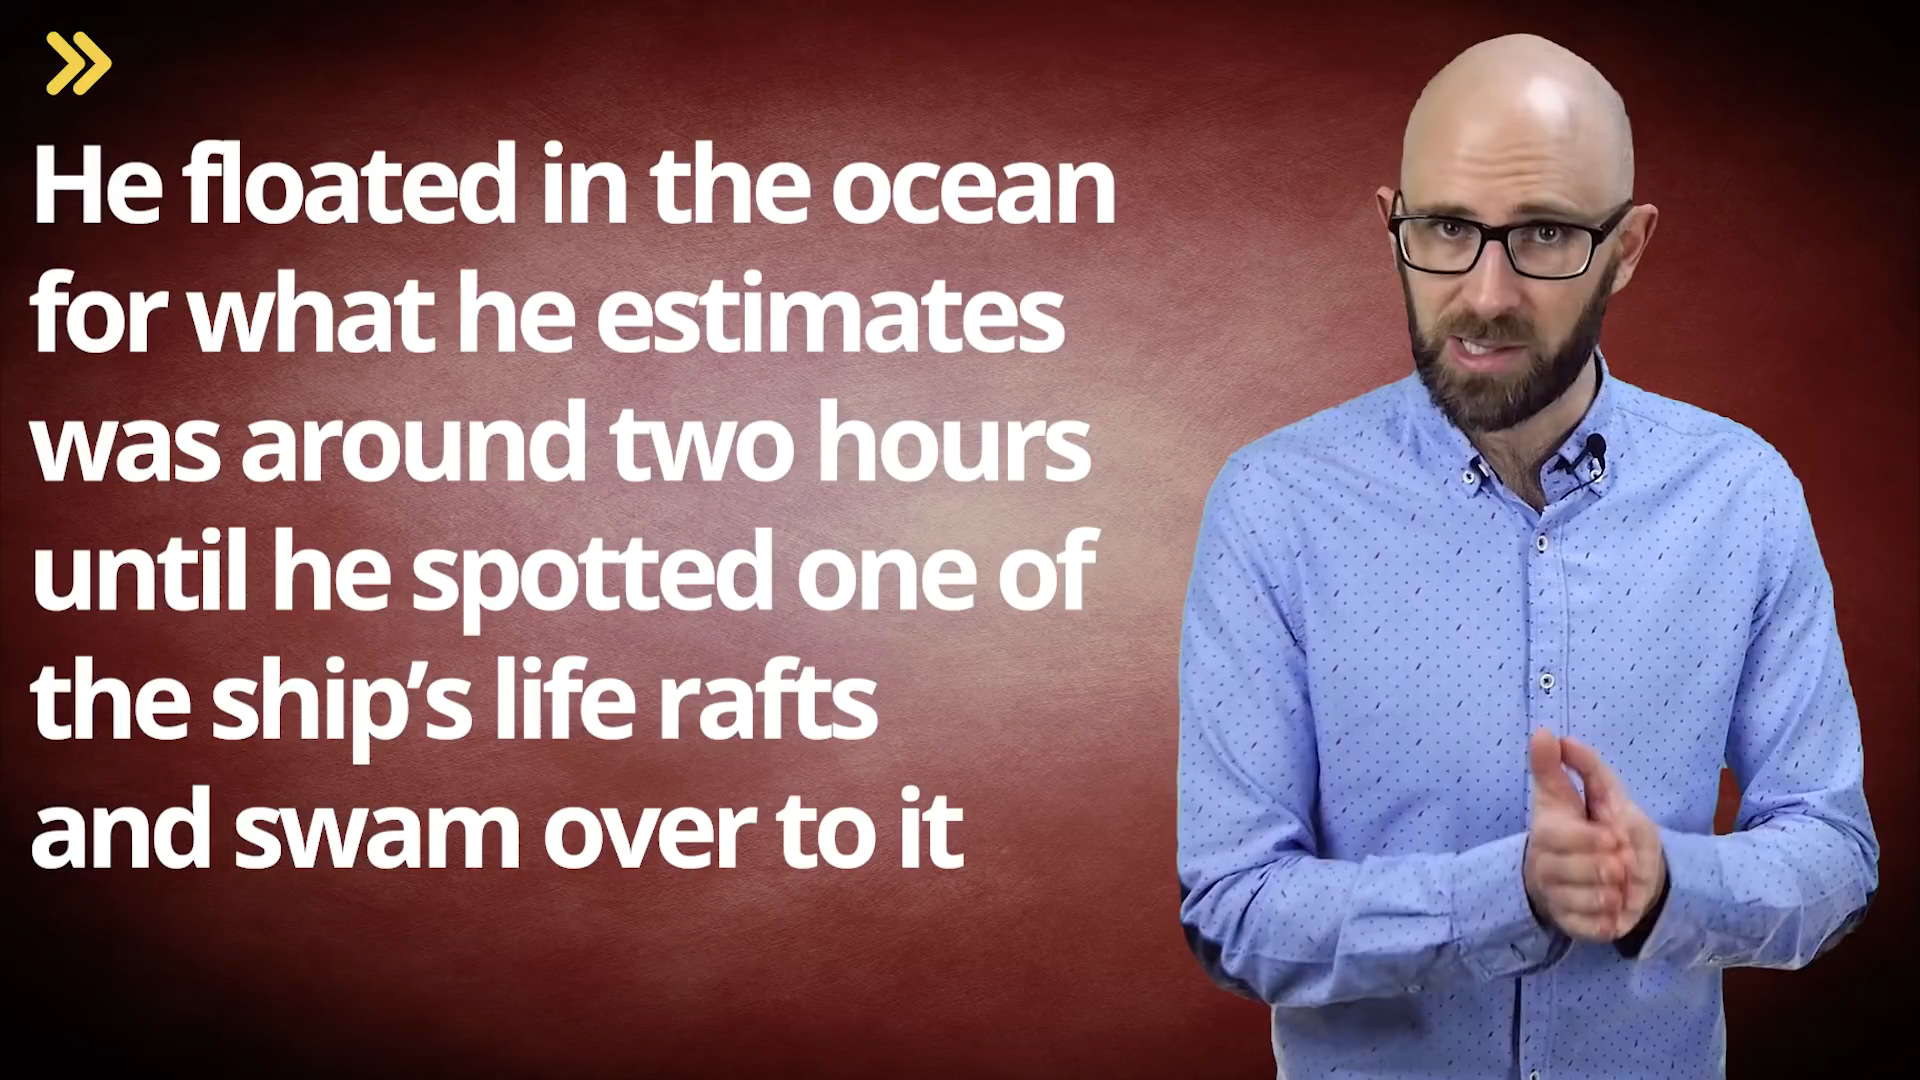 He floated in the ocean
for what he estimates
was around two hours
until he spotted one of
the ship’s life rafts
and swam over to it